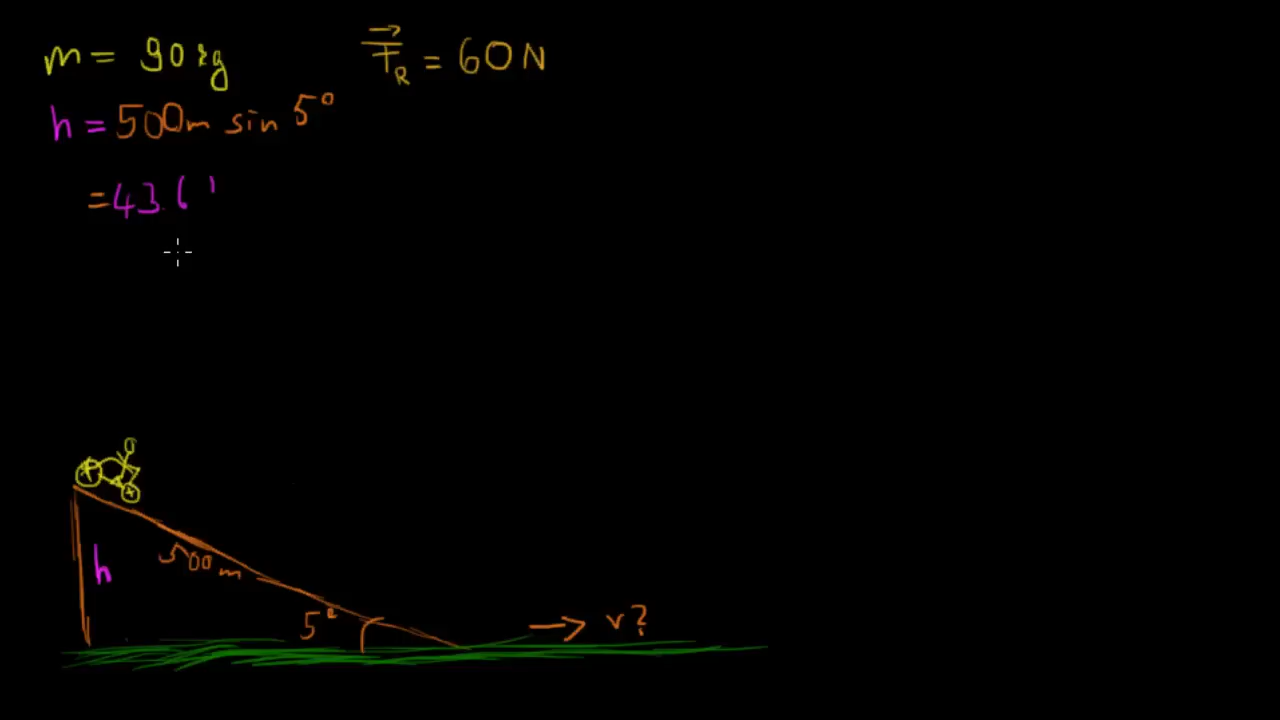 m = 90 kg
F_R = 60 N
h = 500m sin 5°
= 43.6
h
500 m
5°
v?